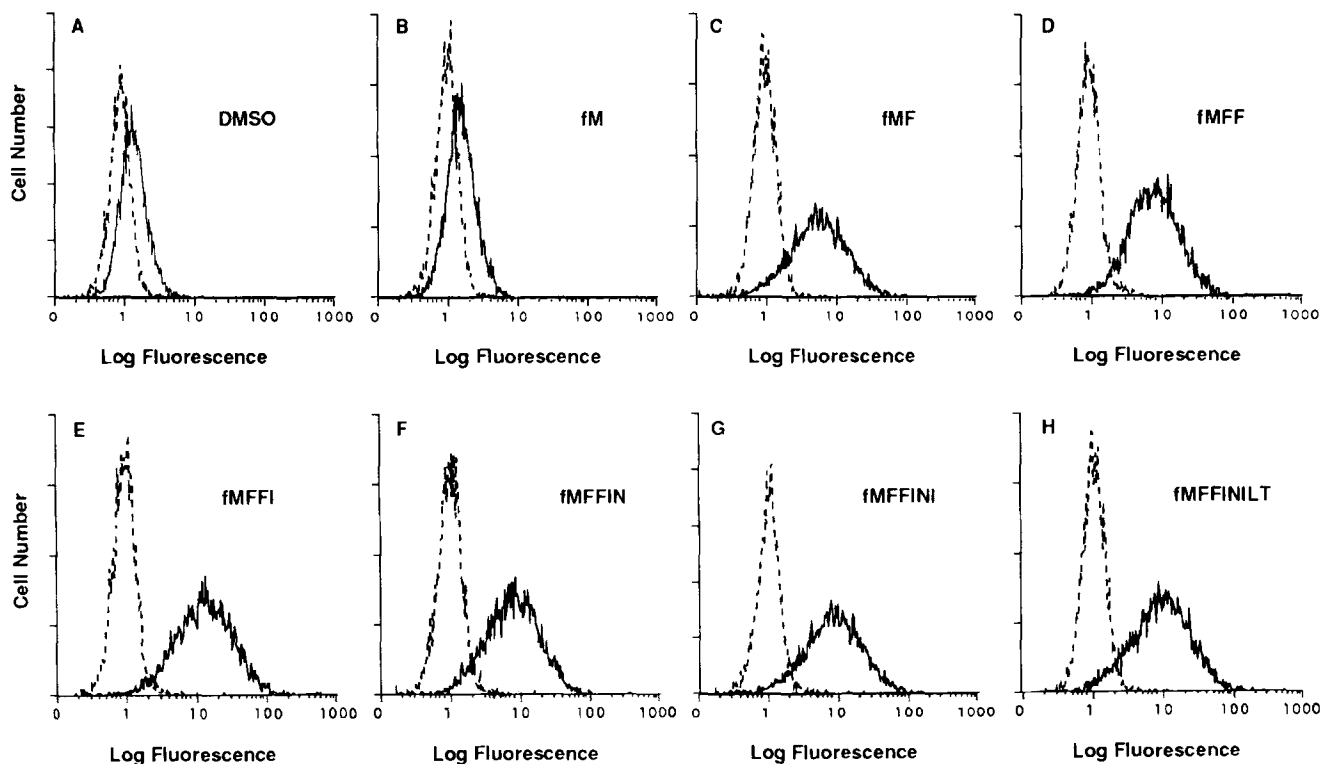 A
DMSO
B
fM
C
fMF
D
fMFF
Cell Number
0 1 10 100 1000
0 1 10 100 1000
0 1 10 100 1000
0 1 10 100 1000
Log Fluorescence
Log Fluorescence
Log Fluorescence
Log Fluorescence
E
fMFFI
F
fMFFIN
G
fMFFINI
H
fMFFINILT
Cell Number
0 1 10 100 1000
0 1 10 100 1000
0 1 10 100 1000
0 1 10 100 1000
Log Fluorescence
Log Fluorescence
Log Fluorescence
Log Fluorescence